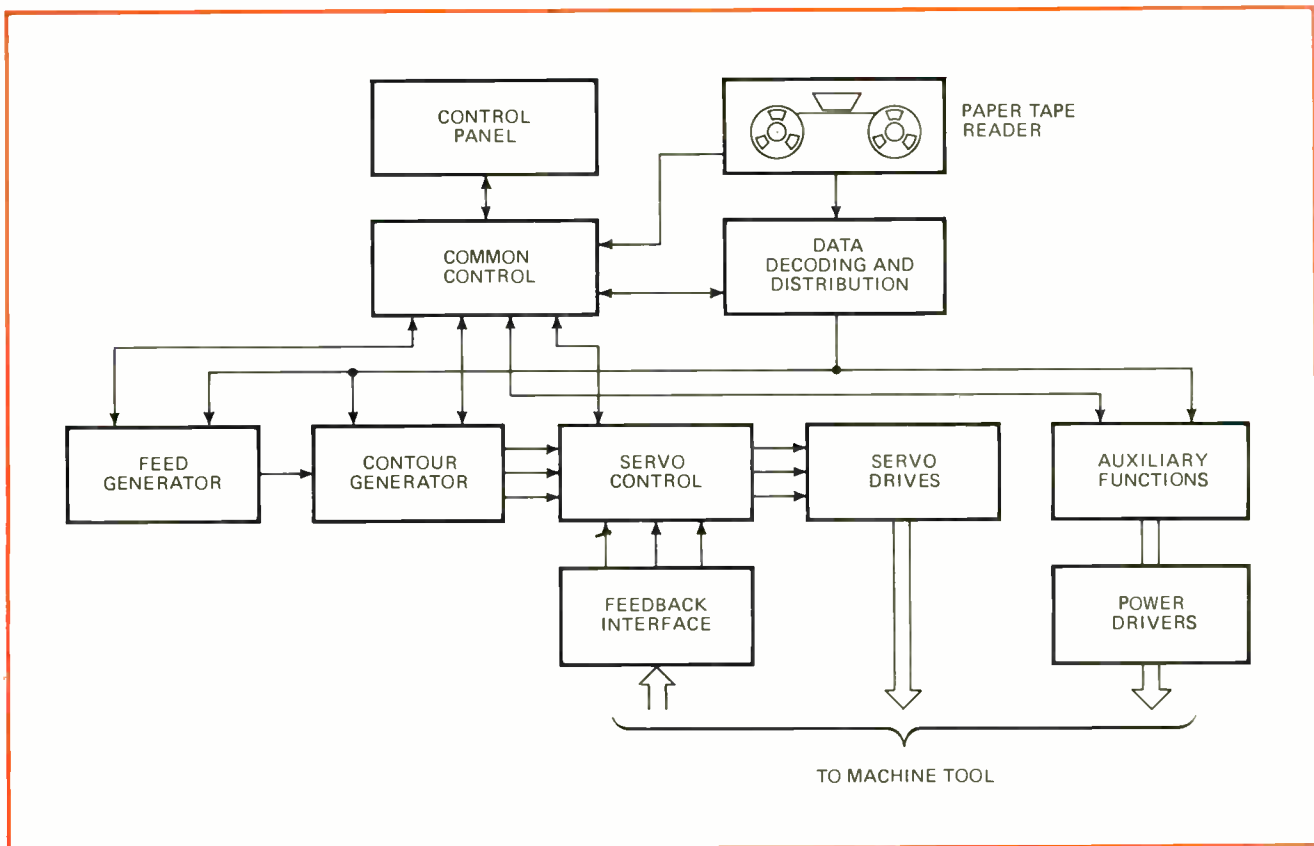 CONTROL
PANEL
PAPER TAPE
READER
COMMON
CONTROL
DATA
DECODING AND
DISTRIBUTION
FEED
GENERATOR
CONTOUR
GENERATOR
SERVO
CONTROL
SERVO
DRIVES
AUXILIARY
FUNCTIONS
FEEDBACK
INTERFACE
POWER
DRIVERS
TO MACHINE TOOL